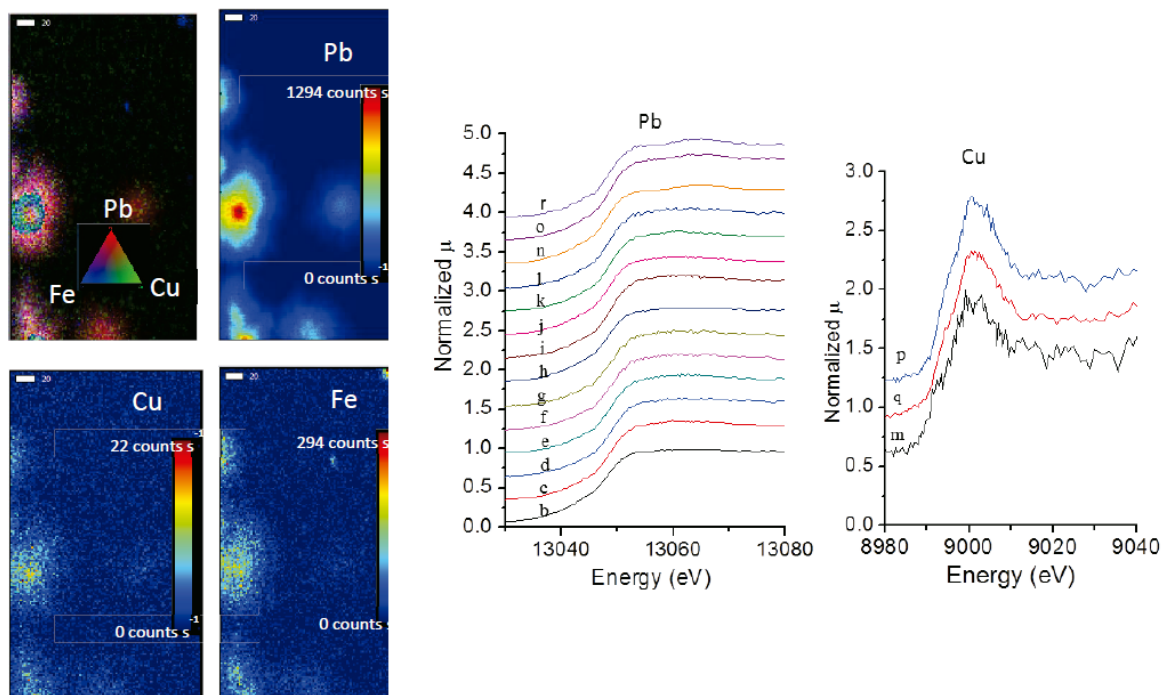 20
Pb
Fe
Cu
20
Pb
1294 counts s
0 counts s
-1
20
Cu
22 counts s
-1
0 counts s
-1
20
Fe
294 counts s
0 counts s
Pb
Normalized μ
5.0
4.5
4.0
3.5
3.0
2.5
2.0
1.5
1.0
0.5
0.0
r
o
n
l
k
j
i
h
g
f
e
d
c
b
13040
13060
13080
Energy (eV)
Cu
Normalized μ
3.0
2.5
2.0
1.5
1.0
0.5
0.0
p
q
m
8980
9000
9020
9040
Energy (eV)